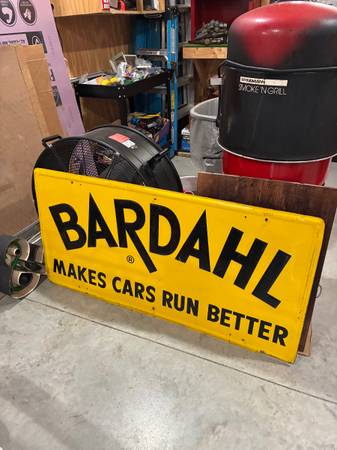 SMOKE'N GRILL
BARDAHL
®
MAKES CARS RUN BETTER